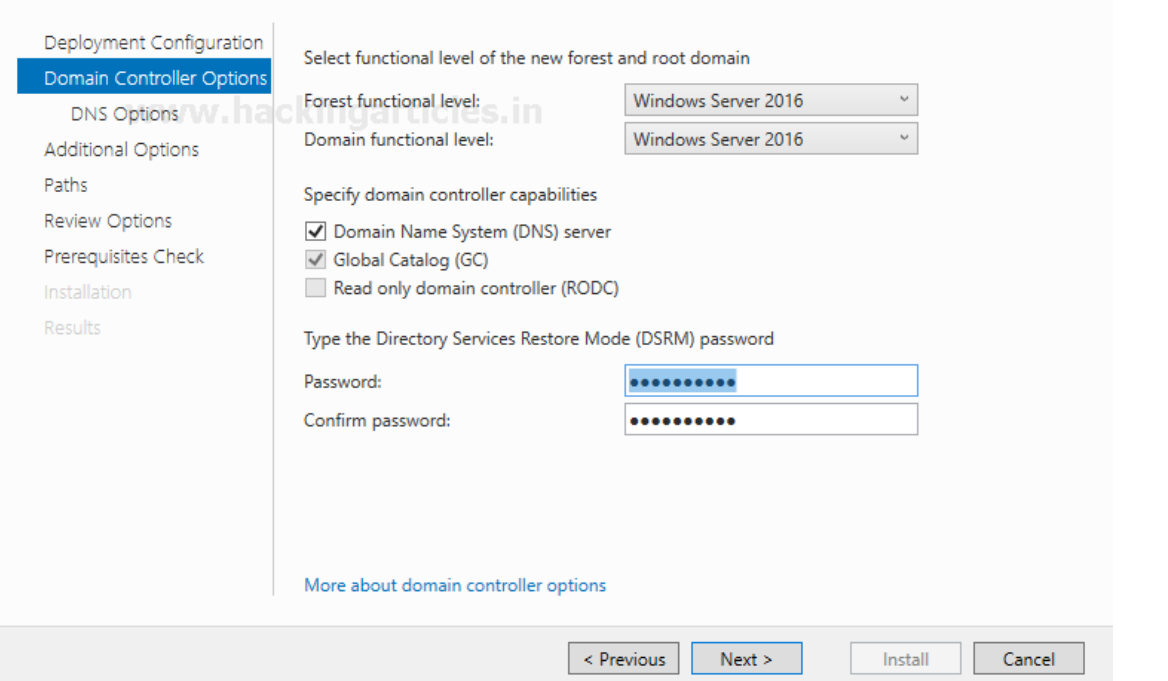 Deployment Configuration
Domain Controller Options
DNS Options
Additional Options
Paths
Review Options
Prerequisites Check
Installation
Results
www.hackingarticles.in
Select functional level of the new forest and root domain
Forest functional level: Windows Server 2016
Domain functional level: Windows Server 2016
Specify domain controller capabilities
Domain Name System (DNS) server
Global Catalog (GC)
Read only domain controller (RODC)
Type the Directory Services Restore Mode (DSRM) password
Password: ●●●●●●●●●●
Confirm password: ●●●●●●●●●●
More about domain controller options
< Previous Next > Install Cancel